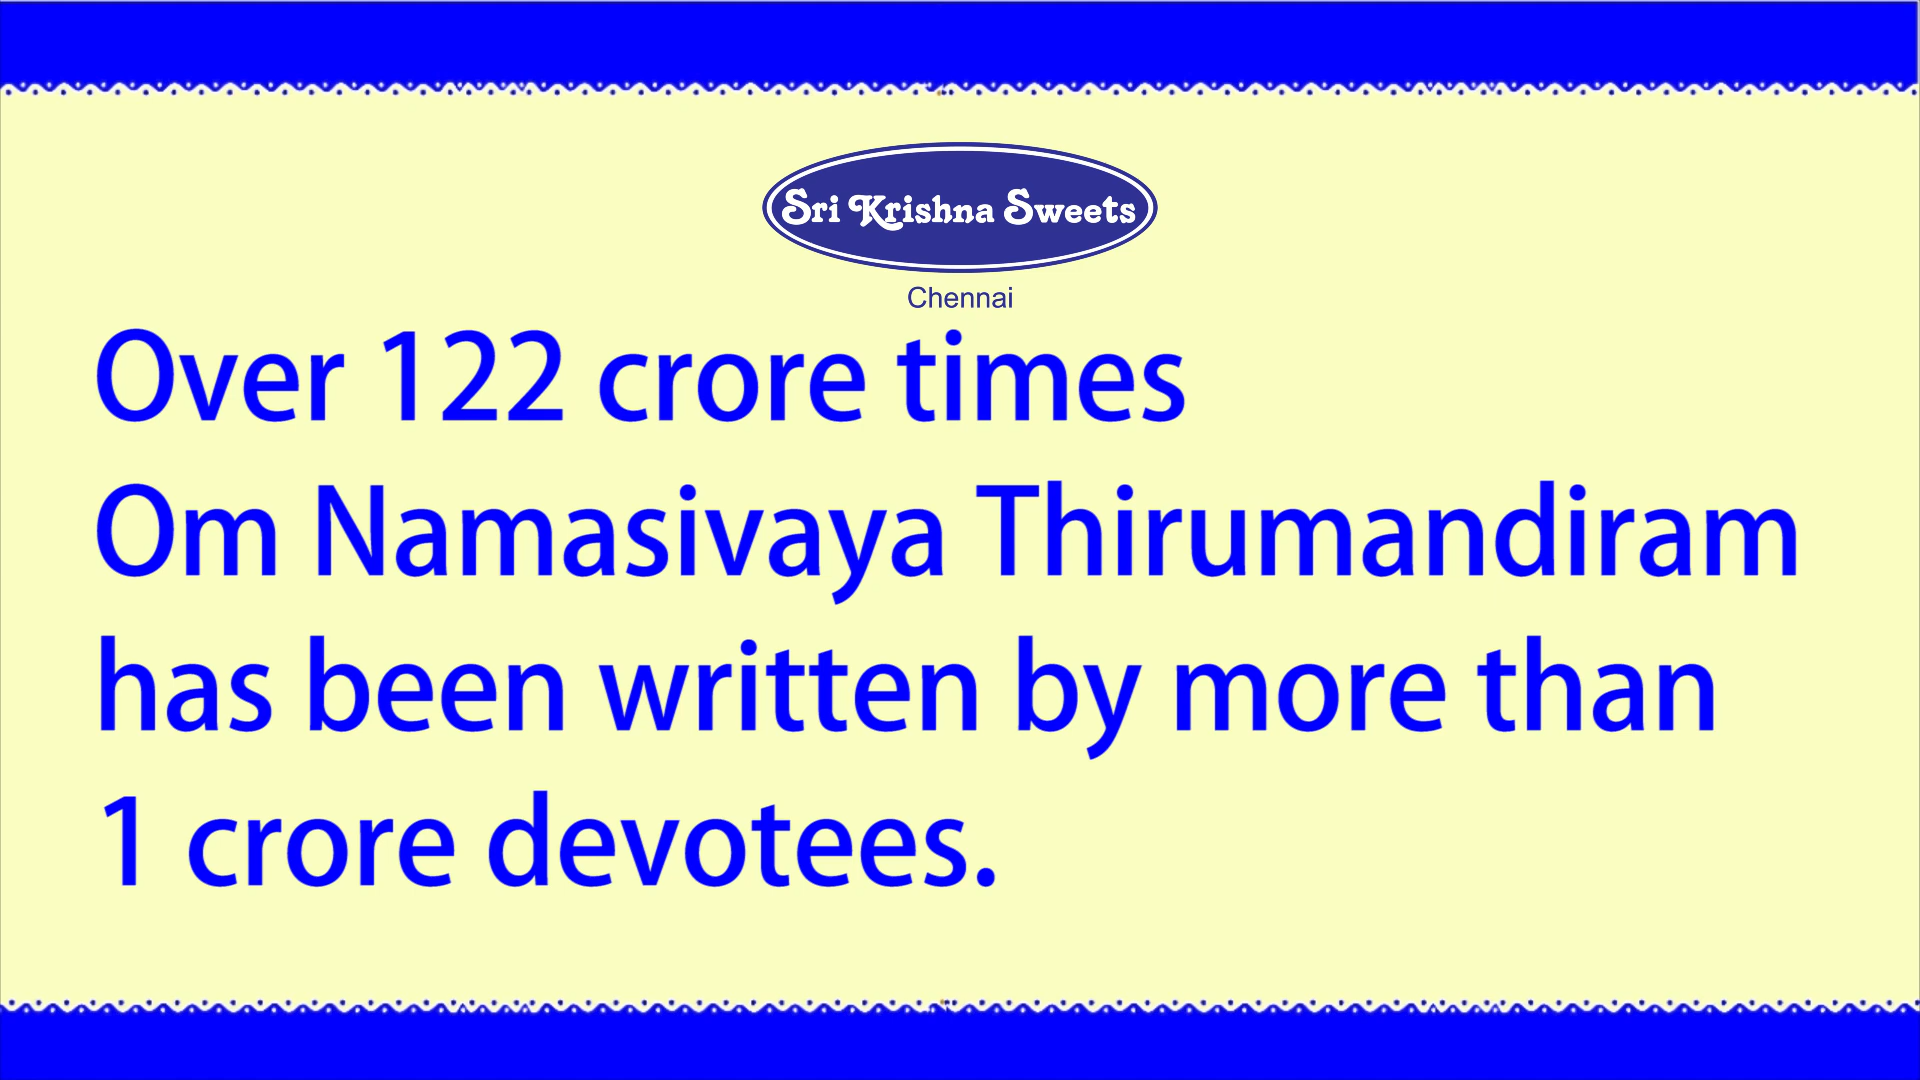 Sri Krishna Sweets
Chennai
Over 122 crore times
Om Namasivaya Thirumandiram
has been written by more than
1 crore devotees.